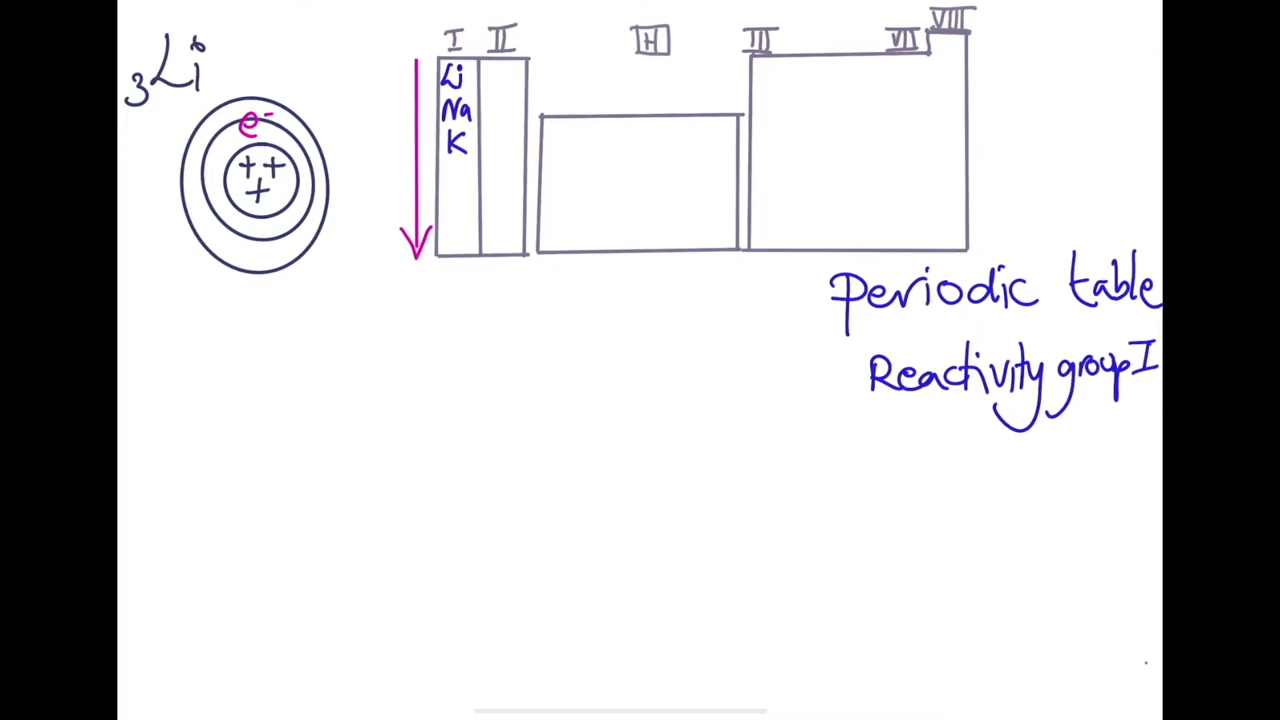 I II H III VII VIII
3Li
Li
Na
K
e-
+ +
+
Periodic table
Reactivity group I